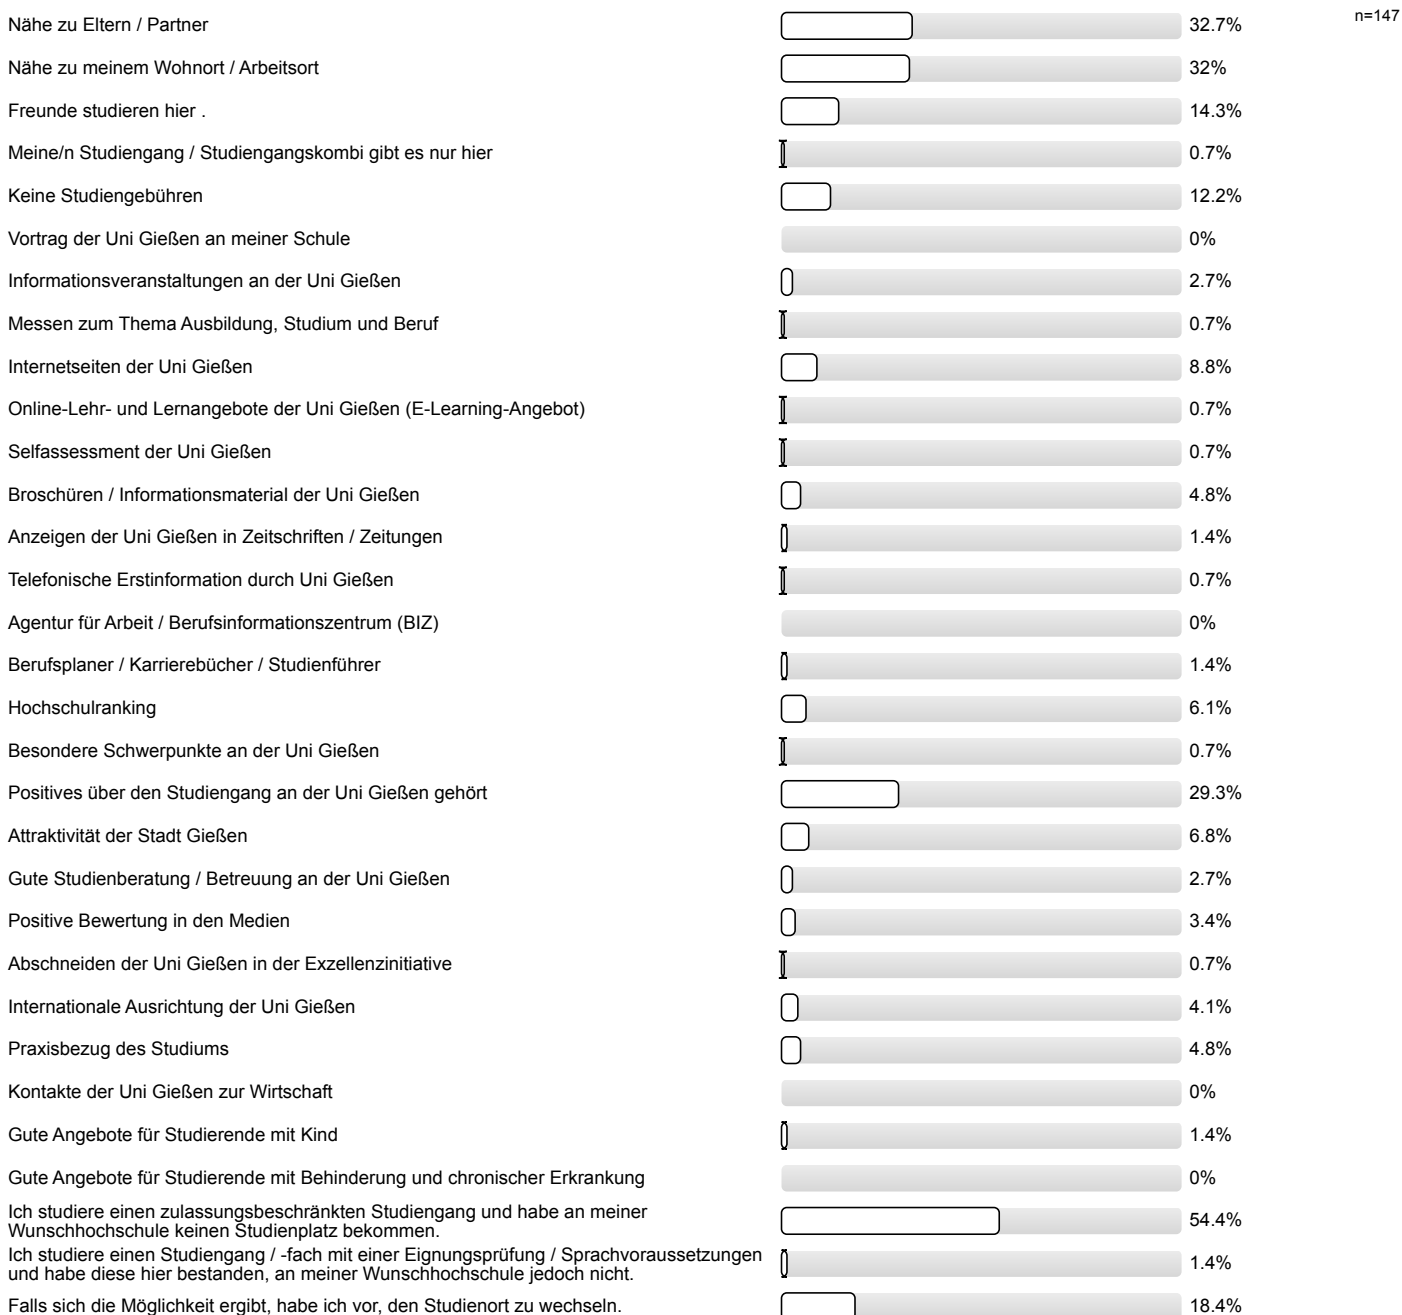 Nähe zu Eltern / Partner 32.7% n=147
Nähe zu meinem Wohnort / Arbeitsort 32%
Freunde studieren hier . 14.3%
Meine/n Studiengang / Studiengangskombi gibt es nur hier 0.7%
Keine Studiengebühren 12.2%
Vortrag der Uni Gießen an meiner Schule 0%
Informationsveranstaltungen an der Uni Gießen 2.7%
Messen zum Thema Ausbildung, Studium und Beruf 0.7%
Internetseiten der Uni Gießen 8.8%
Online-Lehr- und Lernangebote der Uni Gießen (E-Learning-Angebot) 0.7%
Selfassessment der Uni Gießen 0.7%
Broschüren / Informationsmaterial der Uni Gießen 4.8%
Anzeigen der Uni Gießen in Zeitschriften / Zeitungen 1.4%
Telefonische Erstinformation durch Uni Gießen 0.7%
Agentur für Arbeit / Berufsinformationszentrum (BIZ) 0%
Berufsplaner / Karrierebücher / Studienführer 1.4%
Hochschulranking 6.1%
Besondere Schwerpunkte an der Uni Gießen 0.7%
Positives über den Studiengang an der Uni Gießen gehört 29.3%
Attraktivität der Stadt Gießen 6.8%
Gute Studienberatung / Betreuung an der Uni Gießen 2.7%
Positive Bewertung in den Medien 3.4%
Abschneiden der Uni Gießen in der Exzellenzinitiative 0.7%
Internationale Ausrichtung der Uni Gießen 4.1%
Praxisbezug des Studiums 4.8%
Kontakte der Uni Gießen zur Wirtschaft 0%
Gute Angebote für Studierende mit Kind 1.4%
Gute Angebote für Studierende mit Behinderung und chronischer Erkrankung 0%
Ich studiere einen zulassungsbeschränkten Studiengang und habe an meiner
Wunschhochschule keinen Studienplatz bekommen. 54.4%
Ich studiere einen Studiengang / -fach mit einer Eignungsprüfung / Sprachvoraussetzungen
und habe diese hier bestanden, an meiner Wunschhochschule jedoch nicht. 1.4%
Falls sich die Möglichkeit ergibt, habe ich vor, den Studienort zu wechseln. 18.4%